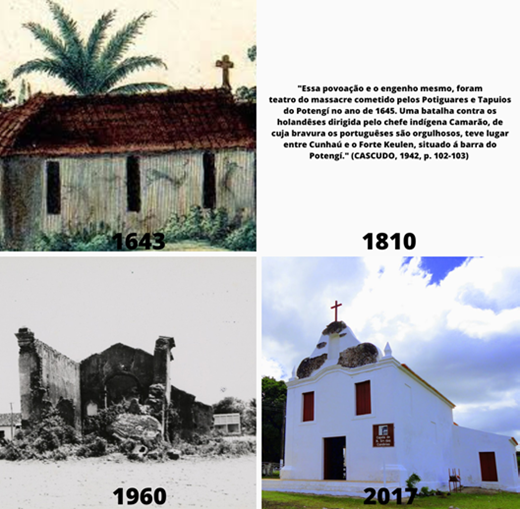 1643
"Essa povoação e o engenho mesmo, foram
teatro do massacre cometido pelos Potiguares e Tapuios
do Potengí no ano de 1645. Uma batalha contra os
holandêses dirigida pelo chefe indígena Camarão, de
cuja bravura os portuguêses são orgulhosos, teve lugar
entre Cunhaú e o Forte Keulen, situado á barra do
Potengí." (CASCUDO, 1942, p. 102-103)
1810
1960
2017